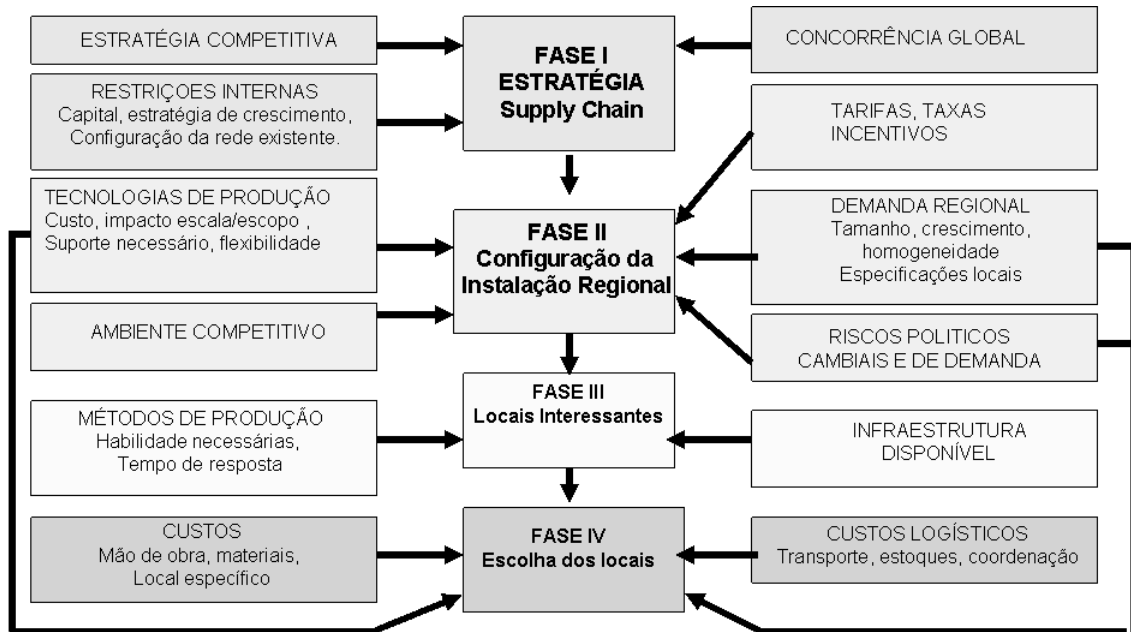 ESTRATÉGIA COMPETITIVA
FASE I
ESTRATÉGIA
Supply Chain
CONCORRÊNCIA GLOBAL
RESTRIÇOES INTERNAS
Capital, estratégia de crescimento,
Configuração da rede existente.
TARIFAS, TAXAS
INCENTIVOS
TECNOLOGIAS DE PRODUÇÃO
Custo, impacto escala/escopo ,
Suporte necessário, flexibilidade
FASE II
Configuração da
Instalação Regional
DEMANDA REGIONAL
Tamanho, crescimento,
homogeneidade
Especificações locais
AMBIENTE COMPETITIVO
RISCOS POLITICOS
CAMBIAIS E DE DEMANDA
MÉTODOS DE PRODUÇÃO
Habilidade necessárias,
Tempo de resposta
FASE III
Locais Interessantes
INFRAESTRUTURA
DISPONÍVEL
CUSTOS
Mão de obra, materiais,
Local específico
FASE IV
Escolha dos locais
CUSTOS LOGÍSTICOS
Transporte, estoques, coordenação